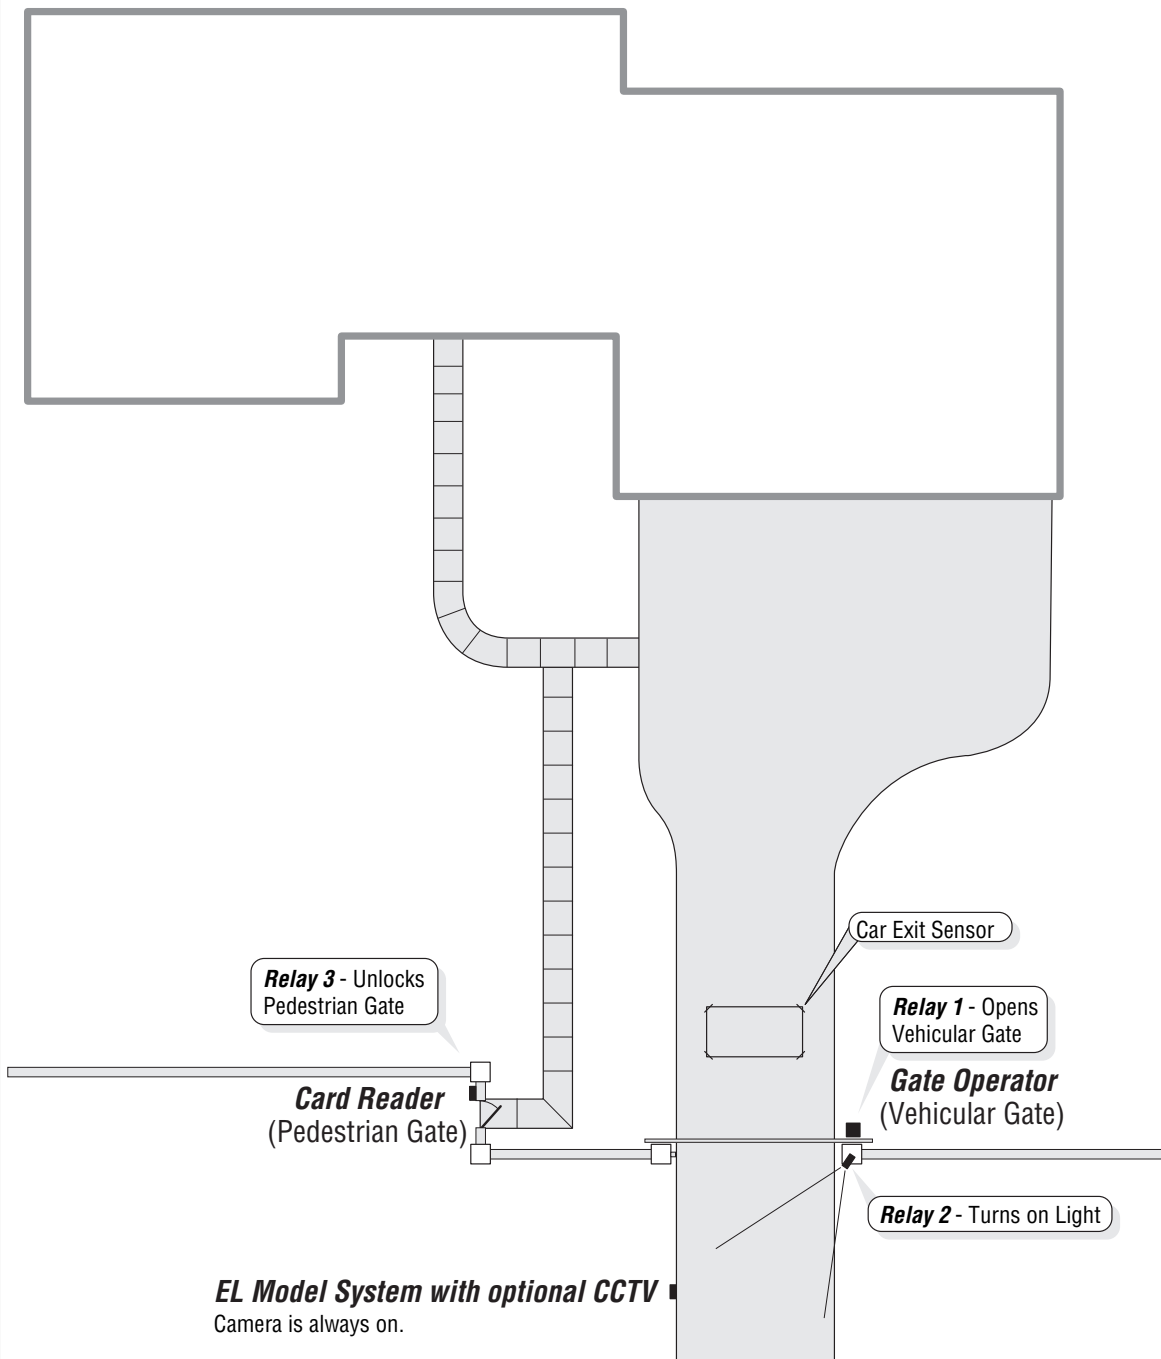 Car Exit Sensor
Relay 3 - Unlocks
Pedestrian Gate
Relay 1 - Opens
Vehicular Gate
Card Reader
(Pedestrian Gate)
Gate Operator
(Vehicular Gate)
Relay 2 - Turns on Light
EL Model System with optional CCTV
Camera is always on.